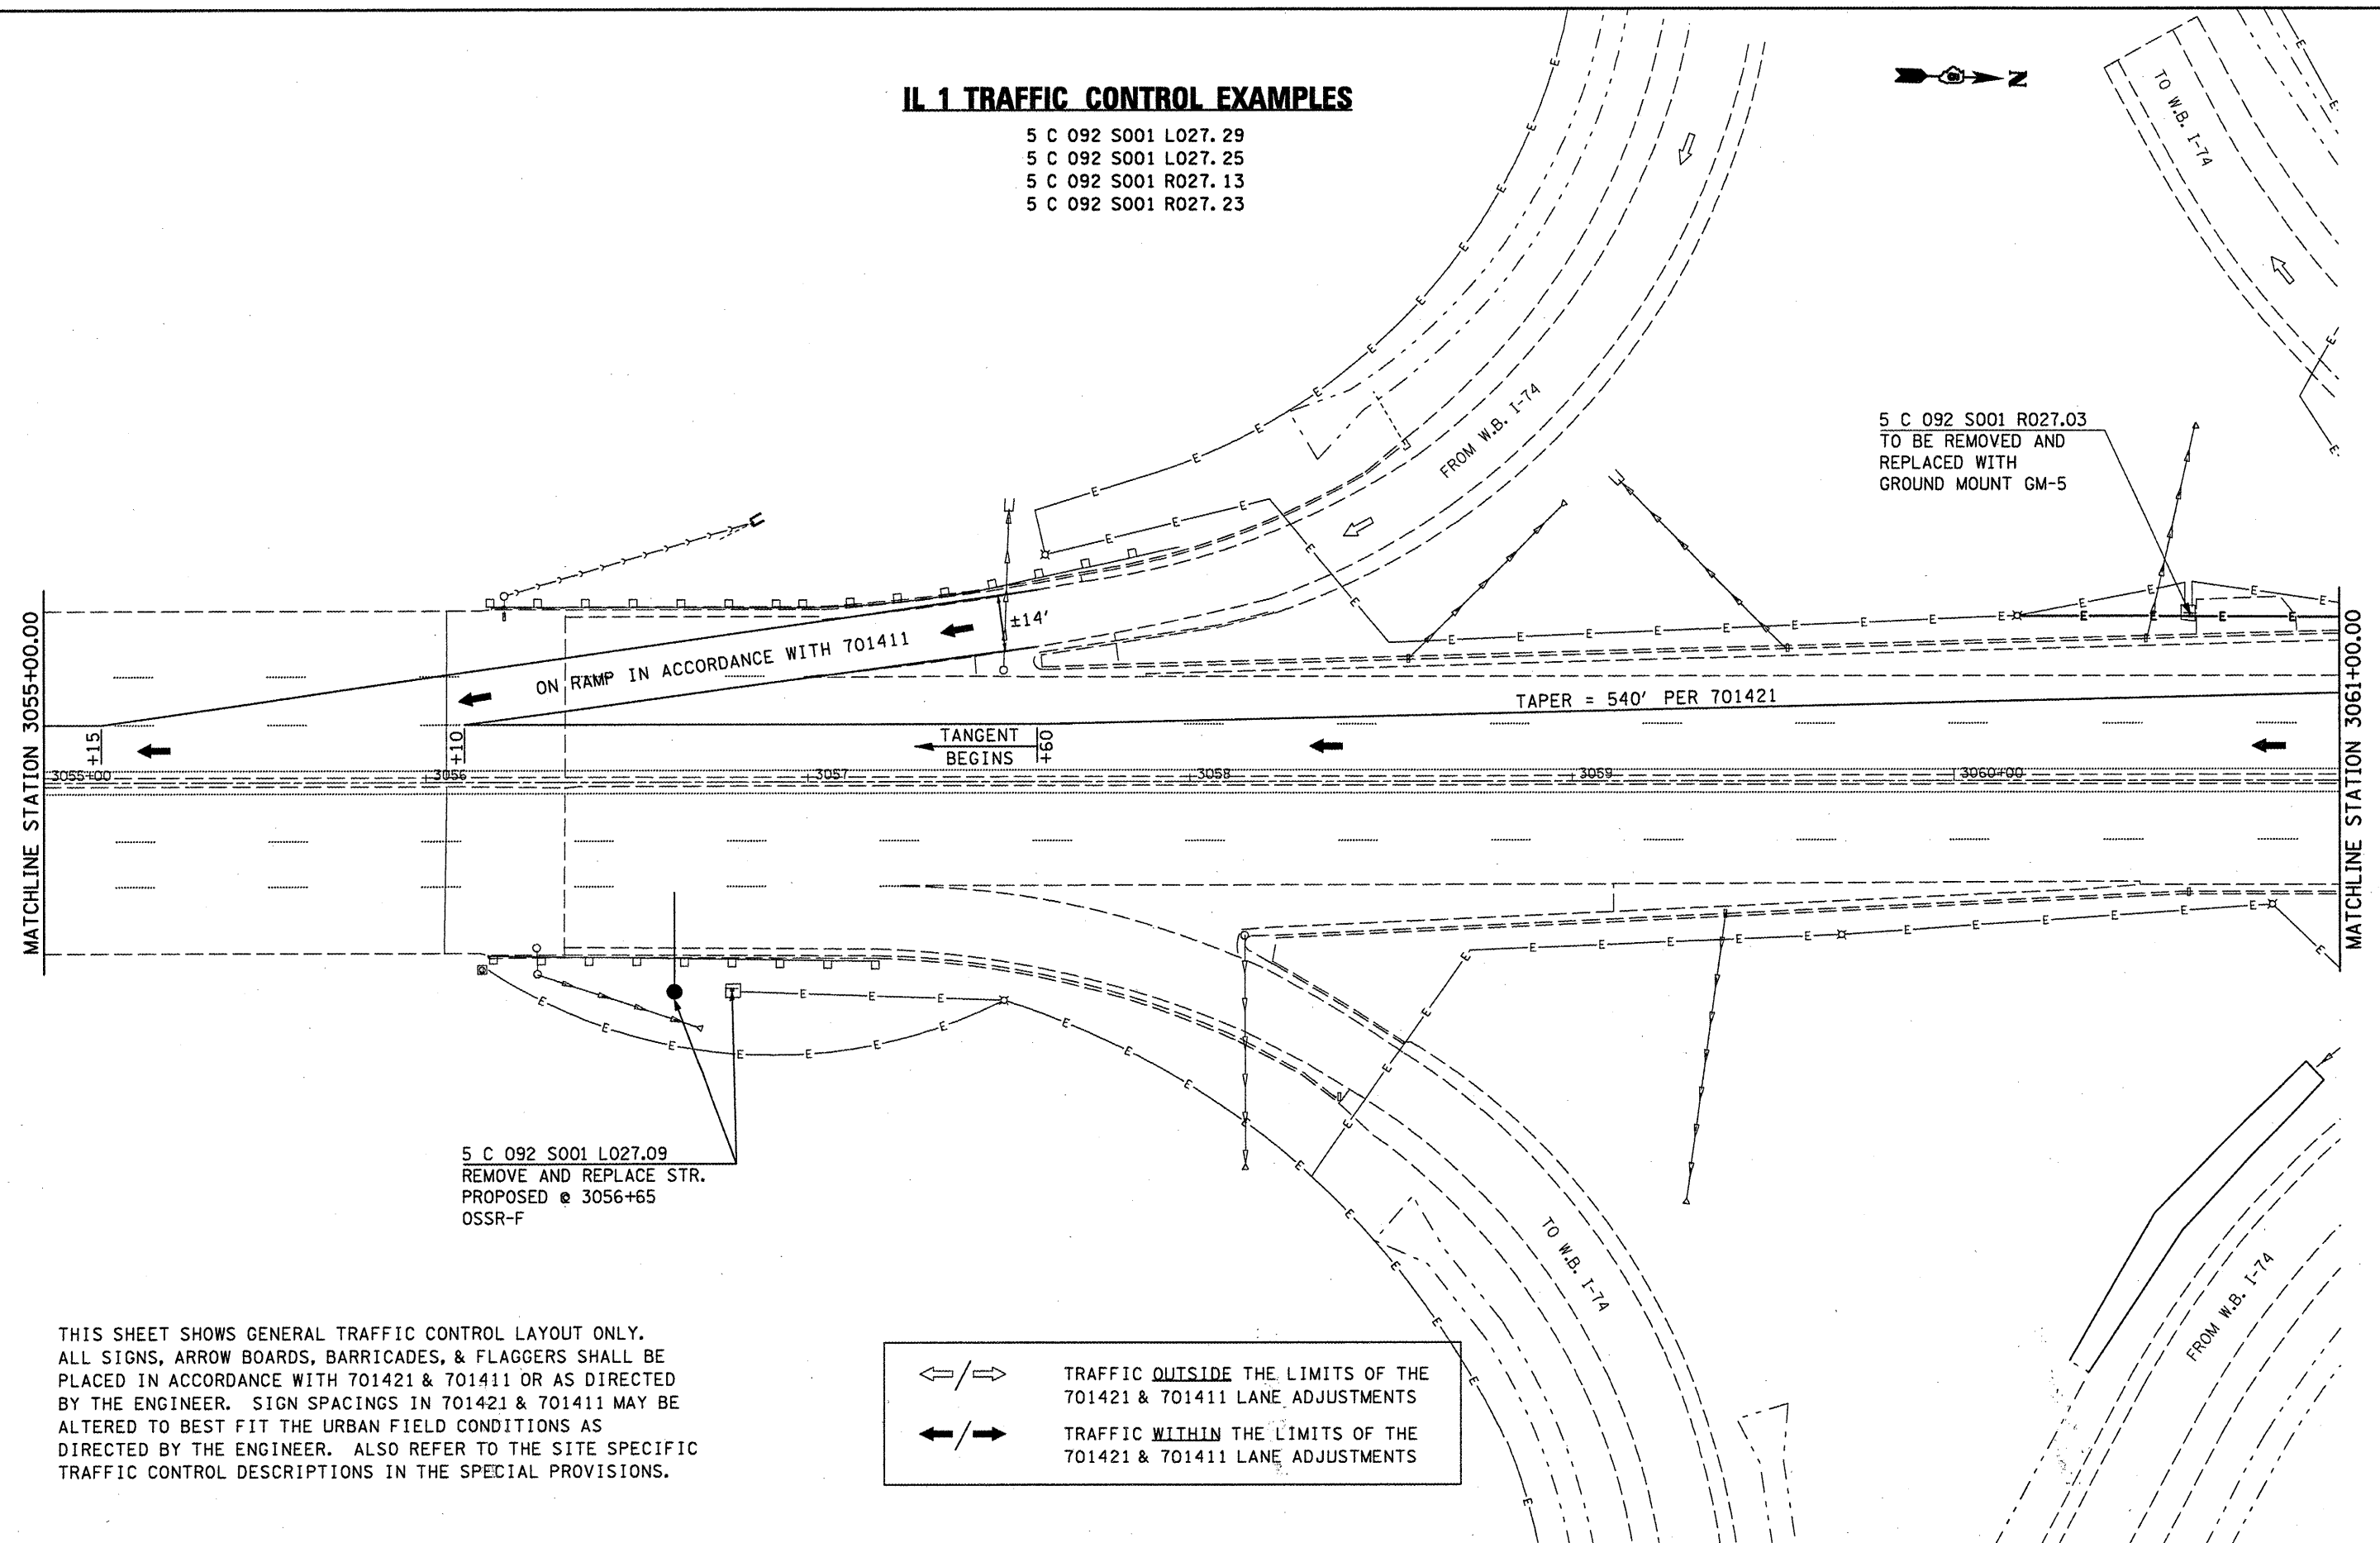 IL 1 TRAFFIC CONTROL EXAMPLES
5 C 092 S001 L027.29
5 C 092 S001 L027.25
5 C 092 S001 R027.13
5 C 092 S001 R027.23
N
TO W.B. I-74
FROM W.B. I-74
5 C 092 S001 R027.03
TO BE REMOVED AND
REPLACED WITH
GROUND MOUNT GM-5
MATCHLINE STATION 3055+00.00
MATCHLINE STATION 3061+00.00
±14'
ON RAMP IN ACCORDANCE WITH 701411
TAPER = 540' PER 701421
+15
+10
TANGENT
BEGINS
+60
3055+00
3056
3057
3058
3059
3060+00
5 C 092 S001 L027.09
REMOVE AND REPLACE STR.
PROPOSED @ 3056+65
OSSR-F
TO W.B. I-74
FROM W.B. I-74
THIS SHEET SHOWS GENERAL TRAFFIC CONTROL LAYOUT ONLY.
ALL SIGNS, ARROW BOARDS, BARRICADES, & FLAGGERS SHALL BE
PLACED IN ACCORDANCE WITH 701421 & 701411 OR AS DIRECTED
BY THE ENGINEER. SIGN SPACINGS IN 701421 & 701411 MAY BE
ALTERED TO BEST FIT THE URBAN FIELD CONDITIONS AS
DIRECTED BY THE ENGINEER. ALSO REFER TO THE SITE SPECIFIC
TRAFFIC CONTROL DESCRIPTIONS IN THE SPECIAL PROVISIONS.
TRAFFIC OUTSIDE THE LIMITS OF THE
701421 & 701411 LANE ADJUSTMENTS
TRAFFIC WITHIN THE LIMITS OF THE
701421 & 701411 LANE ADJUSTMENTS